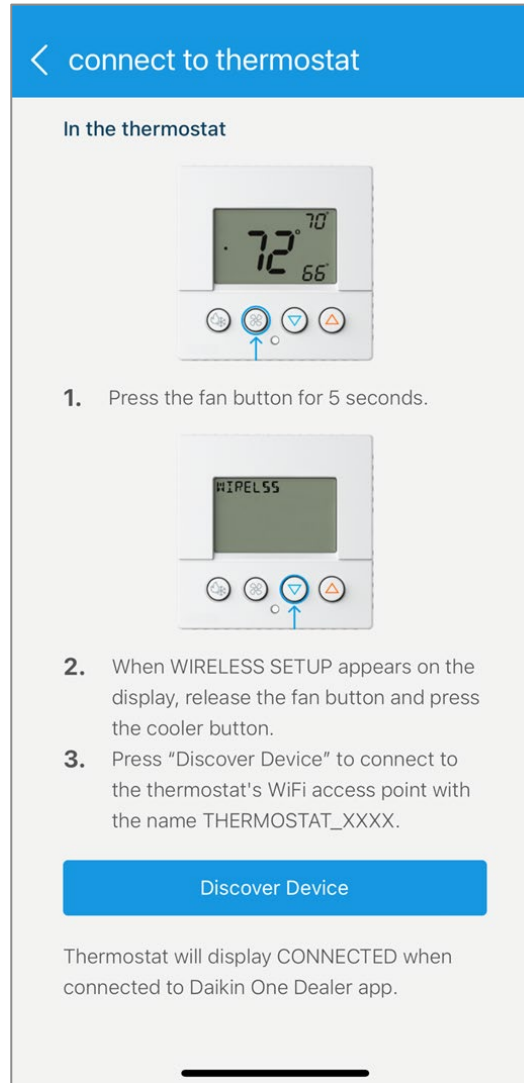 connect to thermostat
In the thermostat
72° 70°
66°
1. Press the fan button for 5 seconds.
WIRELSS
2. When WIRELESS SETUP appears on the
display, release the fan button and press
the cooler button.
3. Press “Discover Device” to connect to
the thermostat's WiFi access point with
the name THERMOSTAT_XXXX.
Discover Device
Thermostat will display CONNECTED when
connected to Daikin One Dealer app.